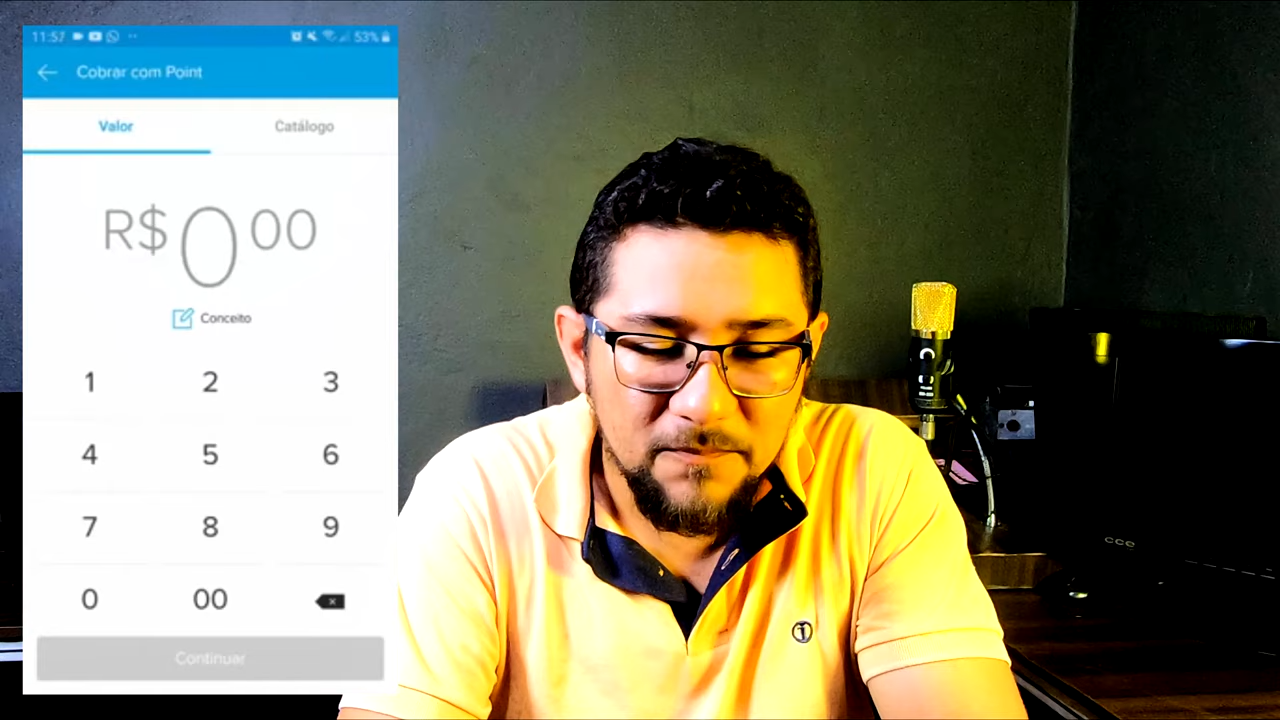 11:57 53%
Cobrar com Point
Valor Catálogo
R$ 0 00
Conceito
1 2 3
4 5 6
7 8 9
0 00
Continuar
cce